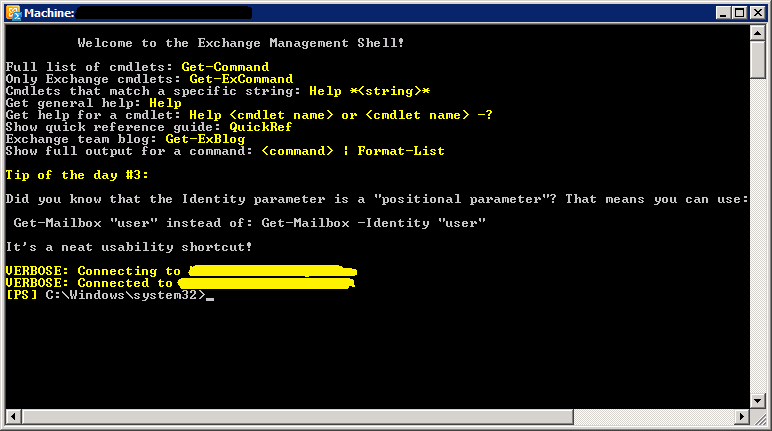 Machine:
Welcome to the Exchange Management Shell!
Full list of cmdlets: Get-Command
Only Exchange cmdlets: Get-ExCommand
Cmdlets that match a specific string: Help *<string>*
Get general help: Help
Get help for a cmdlet: Help <cmdlet name> or <cmdlet name> -?
Show quick reference guide: QuickRef
Exchange team blog: Get-ExBlog
Show full output for a command: <command> | Format-List
Tip of the day #3:
Did you know that the Identity parameter is a "positional parameter"? That means you can use:
Get-Mailbox "user" instead of: Get-Mailbox -Identity "user"
It's a neat usability shortcut!
VERBOSE: Connecting to
VERBOSE: Connected to
[PS] C:\Windows\system32>_